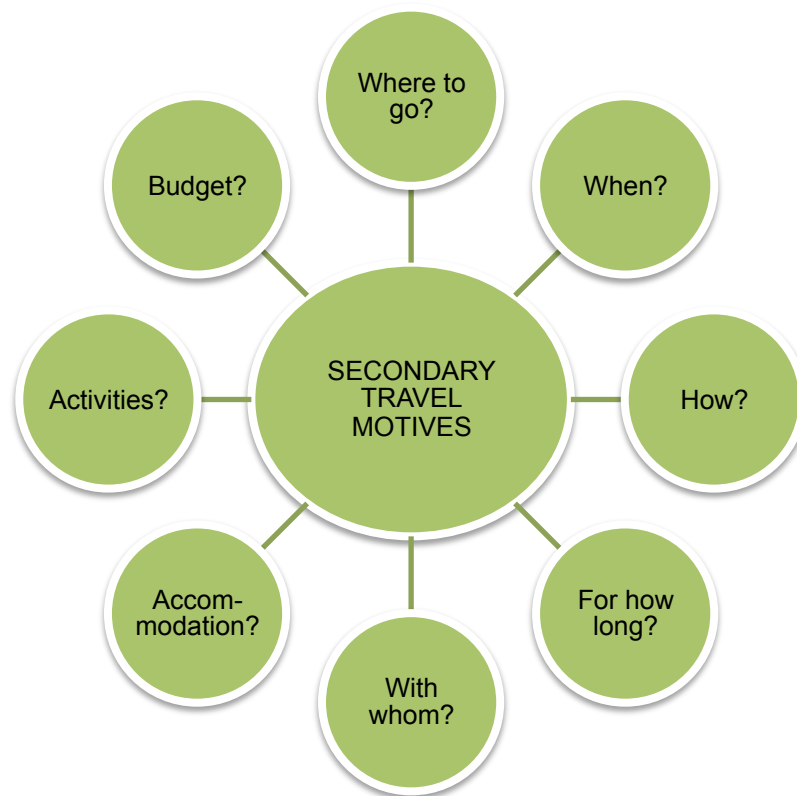 Where to
go?
When?
How?
For how
long?
With
whom?
Accom-
modation?
Activities?
Budget?
SECONDARY
TRAVEL
MOTIVES